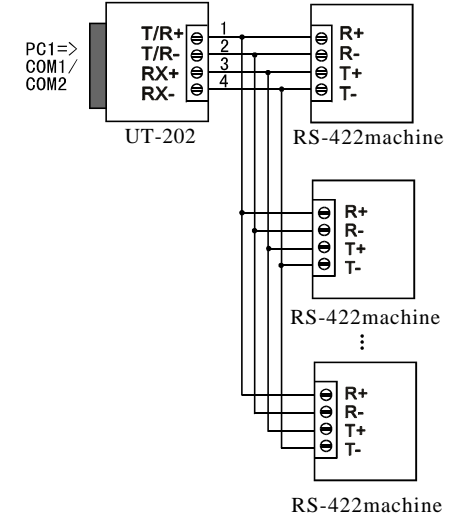 PC1=>
COM1/
COM2
T/R+ 1 R+
T/R- 2 R-
RX+ 3 T+
RX- 4 T-
UT-202
RS-422machine
R+
R-
T+
T-
RS-422machine
⋮
R+
R-
T+
T-
RS-422machine